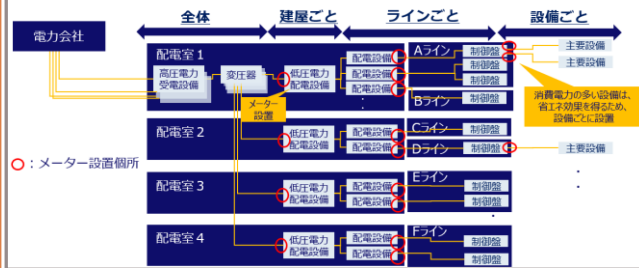 全体
建屋ごと
ラインごと
設備ごと
電力会社
配電室１
高圧電力
受電設備
変圧器
低圧電力
配電設備
メーター
設置
配電設備
配電設備
：
Aライン
制御盤
制御盤
制御盤
Bライン
主要設備
主要設備
消費電力の多い設備は、
省エネ効果を得るため、
設備ごとに設置
配電室２
低圧電力
配電設備
配電設備
配電設備
Cライン
制御盤
Dライン
制御盤
主要設備
○：メーター設置個所
配電室３
低圧電力
配電設備
配電設備
配電設備
Eライン
制御盤
制御盤
配電室４
低圧電力
配電設備
配電設備
配電設備
Fライン
制御盤
制御盤